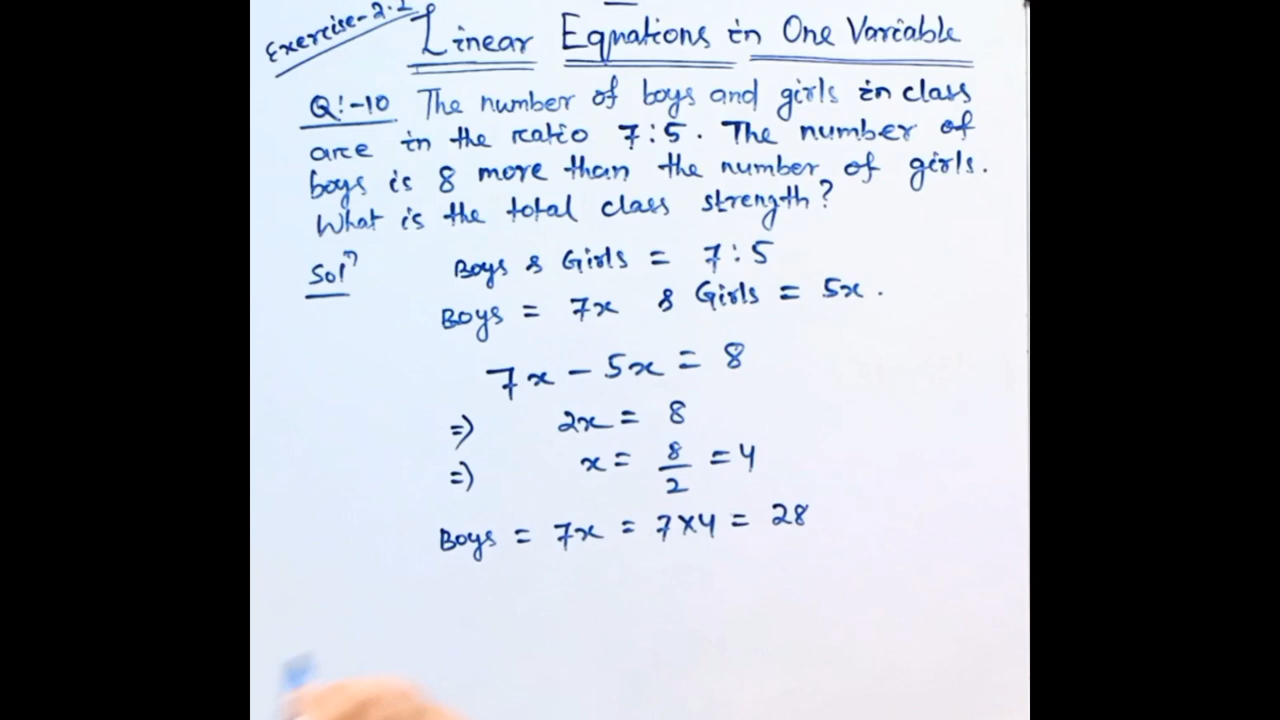 Exercise-2.2
Linear Equations in One Variable
Q:-10 The number of boys and girls in class
are in the ratio 7:5. The number of
boys is 8 more than the number of girls.
What is the total class strength?
Solⁿ
Boys & Girls = 7:5
Boys = 7x & Girls = 5x.
7x - 5x = 8
=> 2x = 8
=> x = 8/2 = 4
Boys = 7x = 7×4 = 28